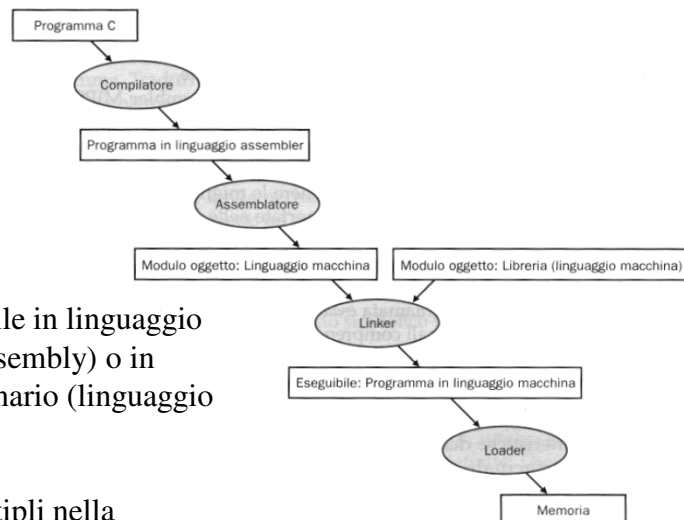 Programma C
Compilatore
Programma in linguaggio assembler
Assemblatore
Modulo oggetto: Linguaggio macchina
Modulo oggetto: Libreria (linguaggio macchina)
Linker
Eseguibile: Programma in linguaggio macchina
Loader
Memoria
ile in linguaggio
sembly) o in
nario (linguaggio
tipli nella